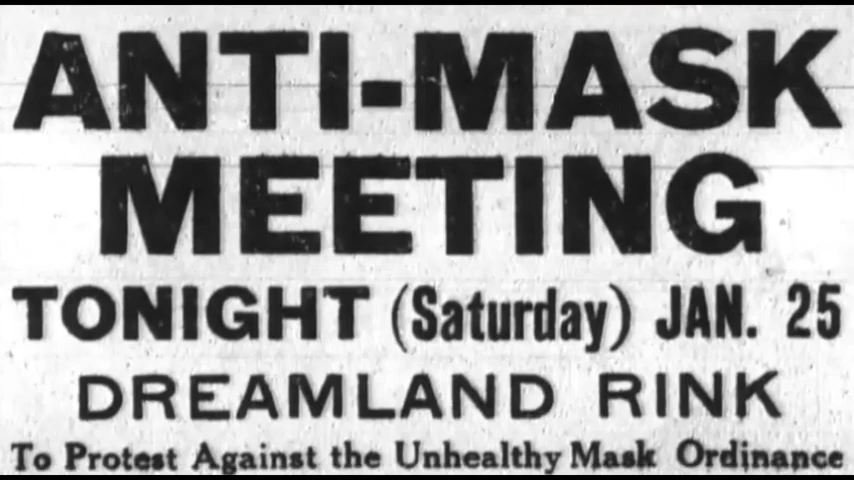 ANTI-MASK
MEETING
TONIGHT (Saturday) JAN. 25
DREAMLAND RINK
To Protest Against the Unhealthy Mask Ordinance